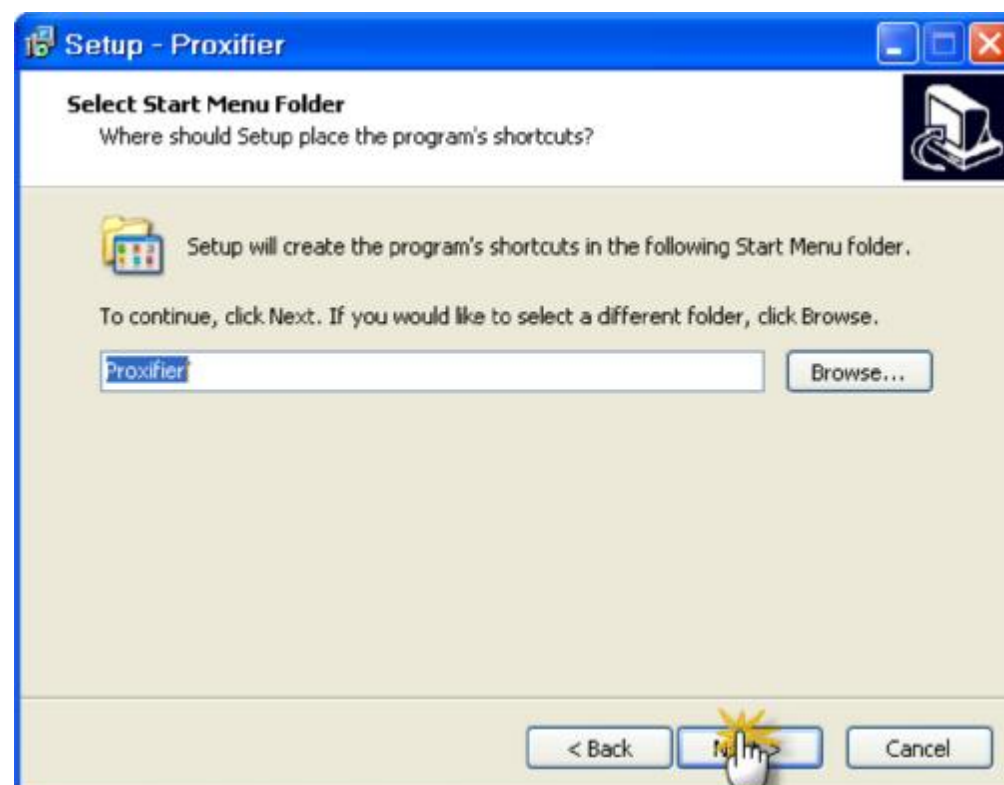 Setup - Proxifier
Select Start Menu Folder
Where should Setup place the program's shortcuts?
Setup will create the program's shortcuts in the following Start Menu folder.
To continue, click Next. If you would like to select a different folder, click Browse.
Proxifier
Browse...
< Back
Cancel